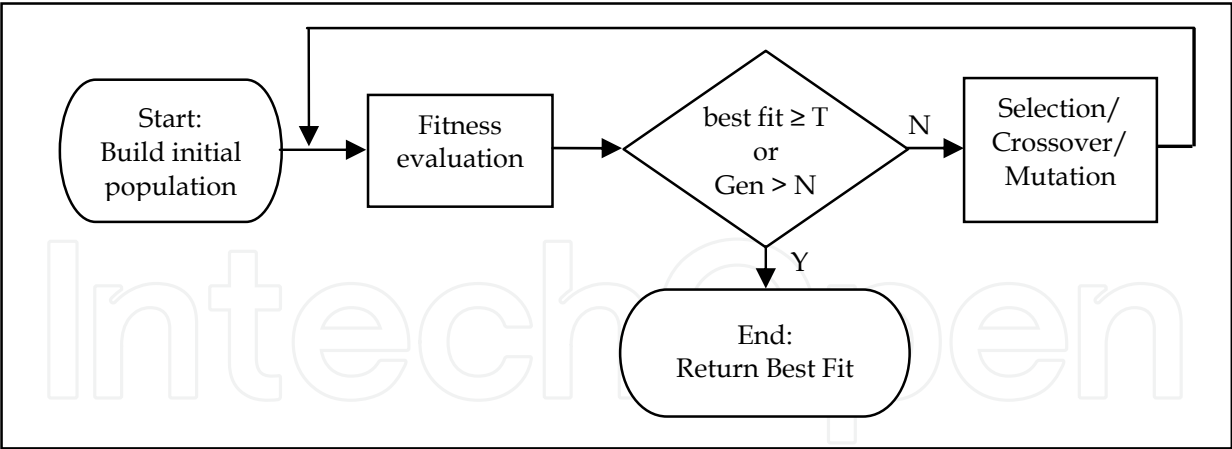 Start:
Build initial
population
Fitness
evaluation
best fit ≥ T
or
Gen > N
N
Selection/
Crossover/
Mutation
Y
End:
Return Best Fit
IntechOpen